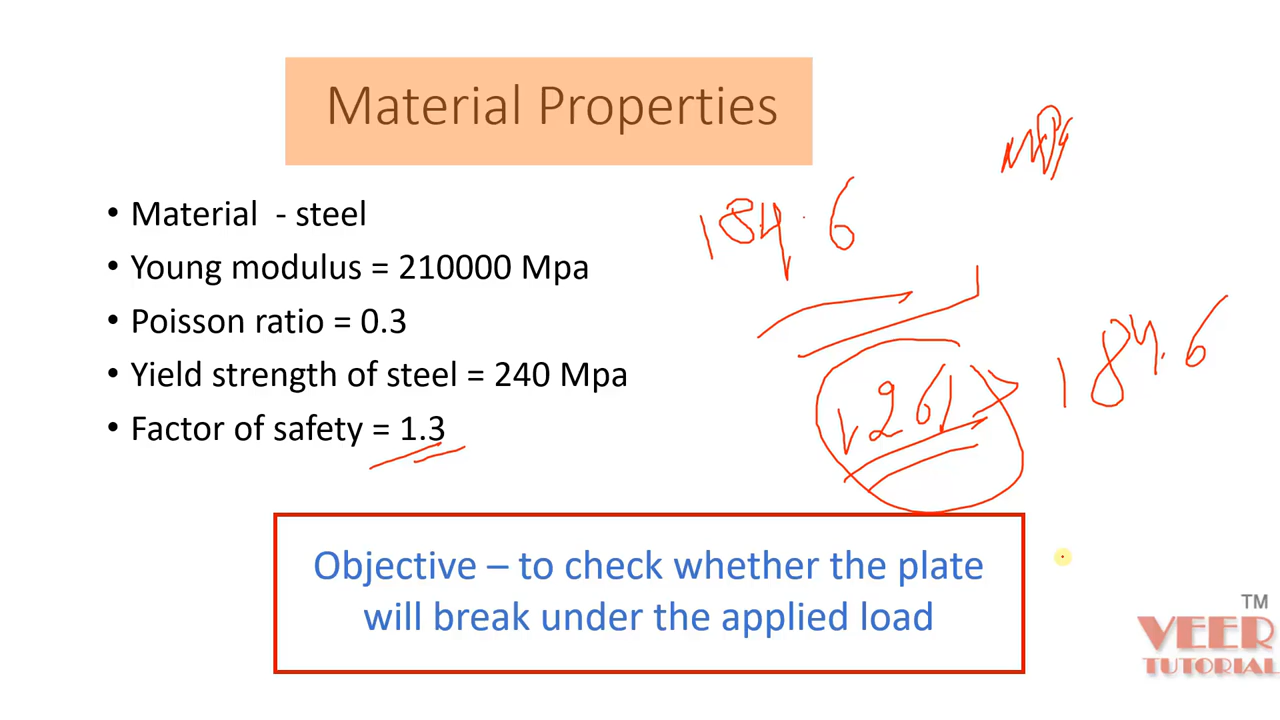 Material Properties
• Material - steel
• Young modulus = 210000 Mpa
• Poisson ratio = 0.3
• Yield strength of steel = 240 Mpa
• Factor of safety = 1.3
184.6
261 > 184.6
Objective – to check whether the plate
will break under the applied load
TM
VEER
TUTORIAL